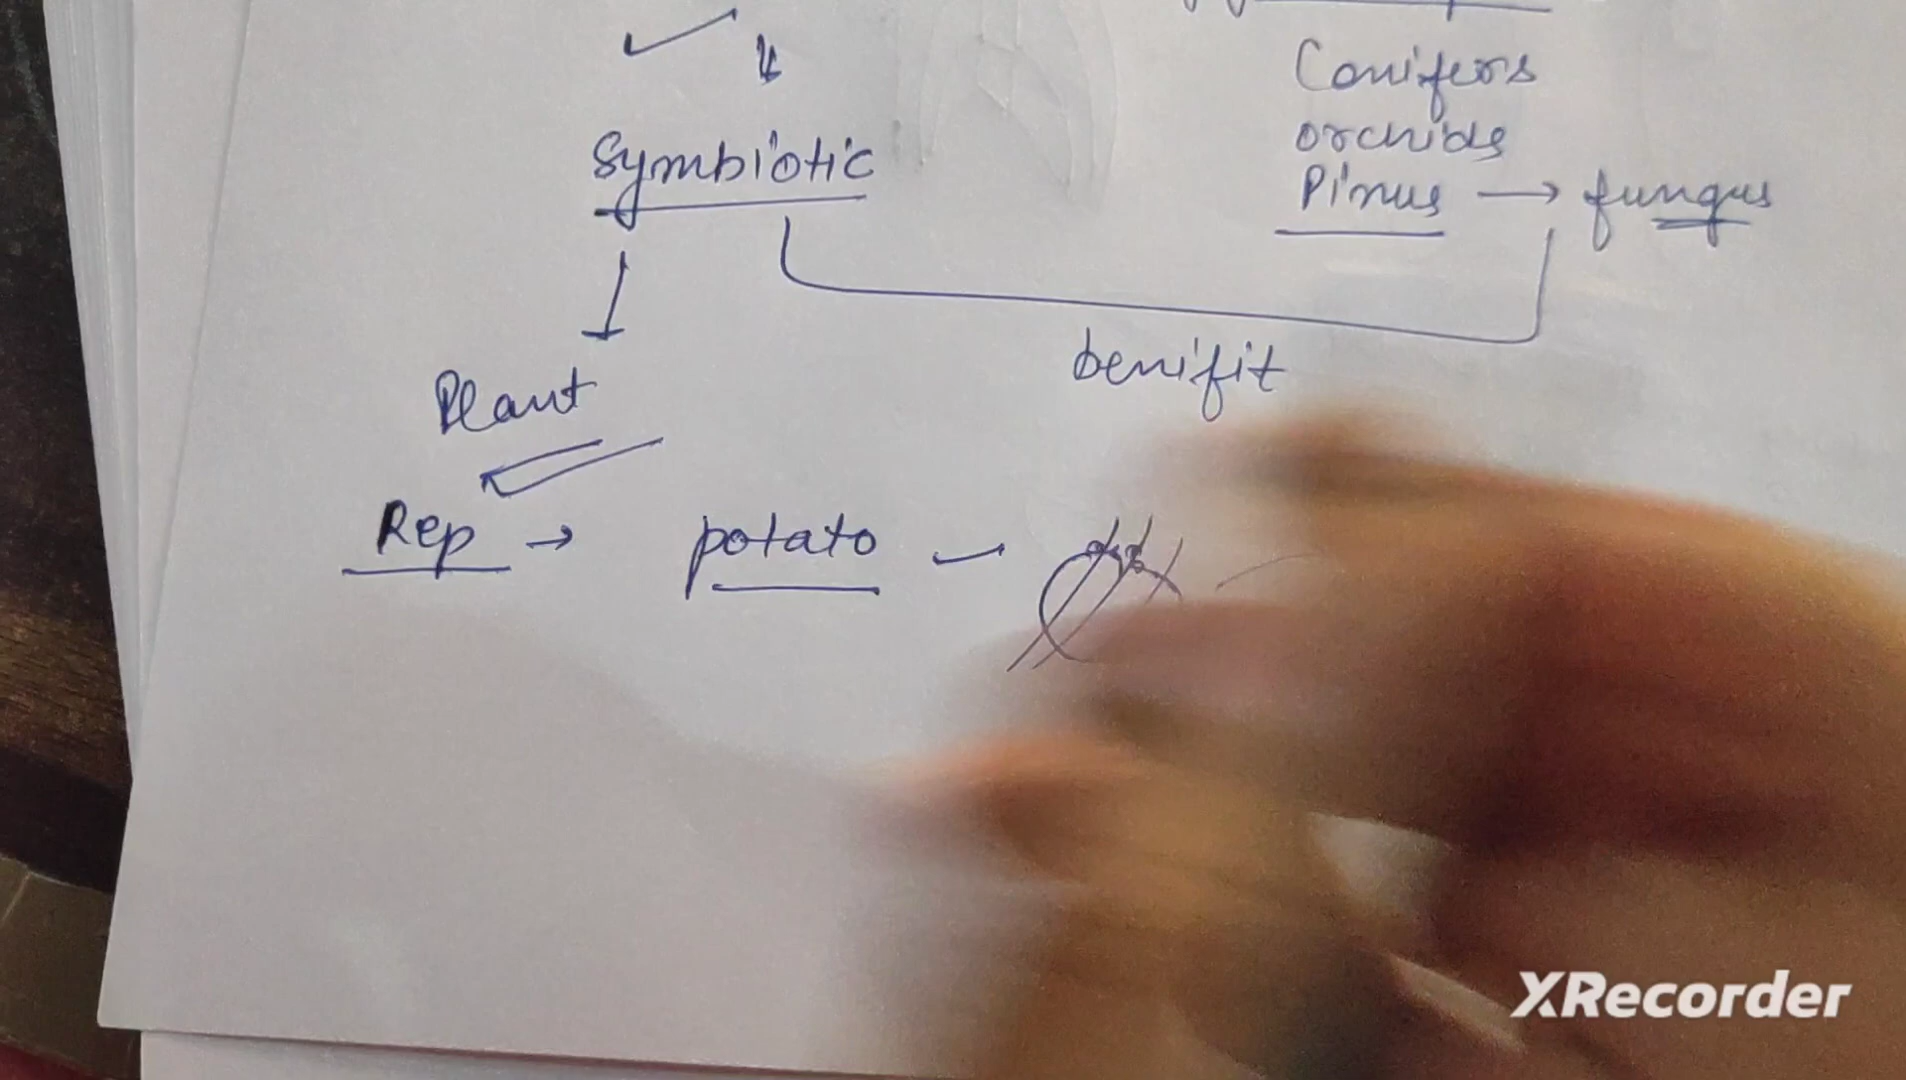 Conifers
orchids
Symbiotic
Pinus → fungus
benifit
Plant
Rep → potato
XRecorder